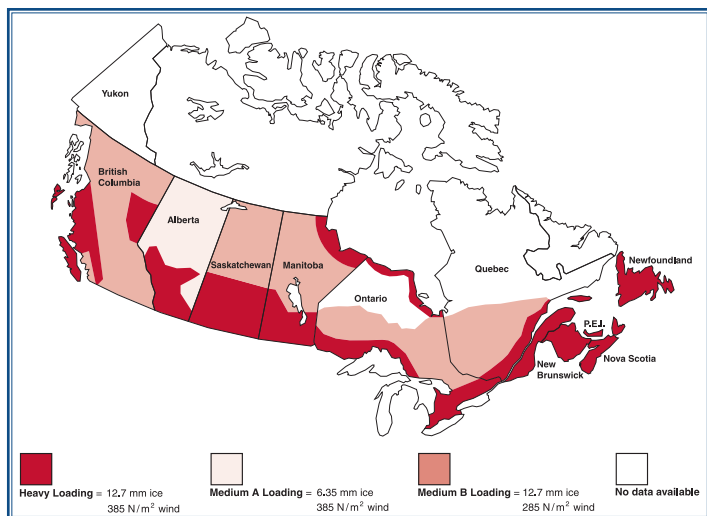 Yukon
British
Columbia
Alberta
Saskatchewan
Manitoba
Ontario
Quebec
Newfoundland
P.E.I.
Nova Scotia
New
Brunswick
Heavy Loading = 12.7 mm ice
385 N/m² wind
Medium A Loading = 6.35 mm ice
385 N/m² wind
Medium B Loading = 12.7 mm ice
285 N/m² wind
No data available